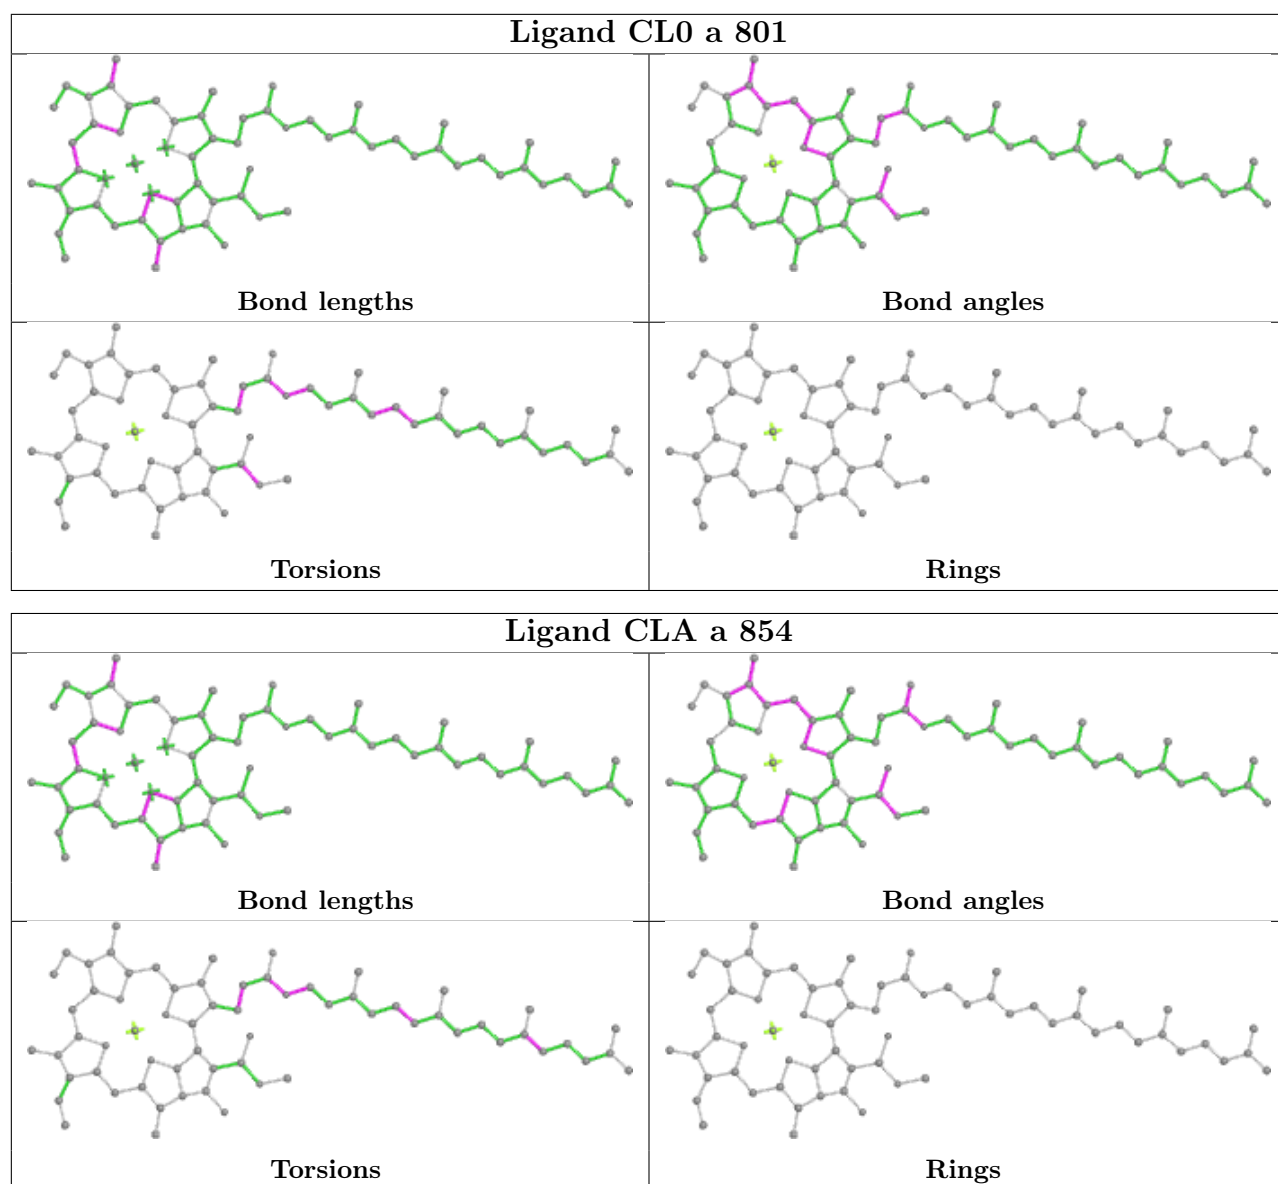 Ligand CL0 a 801
Bond lengths
Bond angles
Torsions
Rings
Ligand CLA a 854
Bond lengths
Bond angles
Torsions
Rings